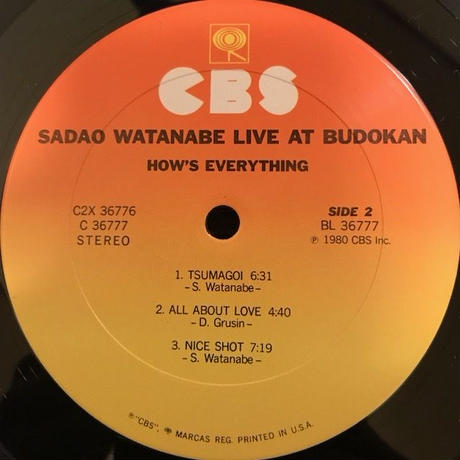 CBS
SADAO WATANABE LIVE AT BUDOKAN
HOW'S EVERYTHING
C2X 36776
C 36777
STEREO
SIDE 2
BL 36777
℗ 1980 CBS Inc.
1. TSUMAGOI 6:31
– S. Watanabe –
2. ALL ABOUT LOVE 4:40
– D. Grusin –
3. NICE SHOT 7:19
– S. Watanabe –
"CBS", MARCAS REG. PRINTED IN U.S.A.